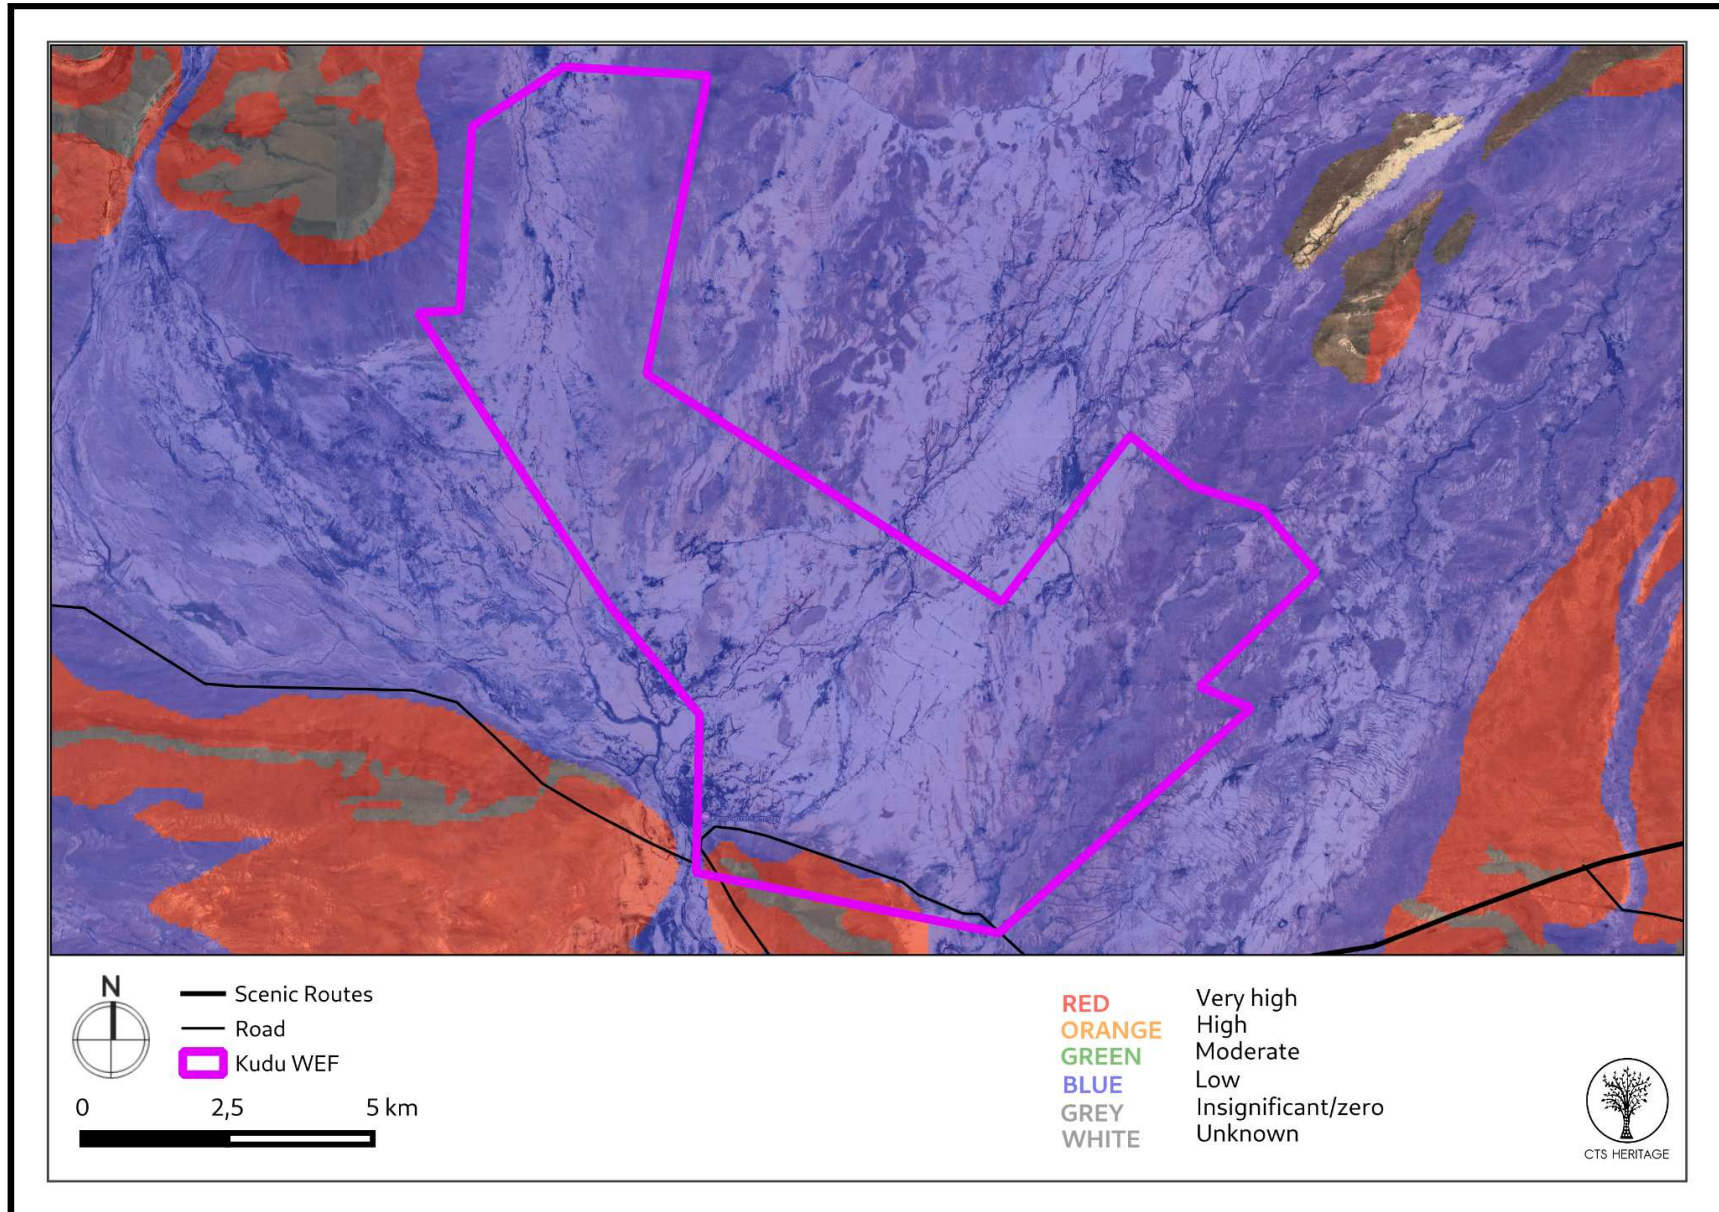 N
Scenic Routes
Road
Kudu WEF
0 2,5 5 km
RED Very high
ORANGE High
GREEN Moderate
BLUE Low
GREY Insignificant/zero
WHITE Unknown
CTS HERITAGE